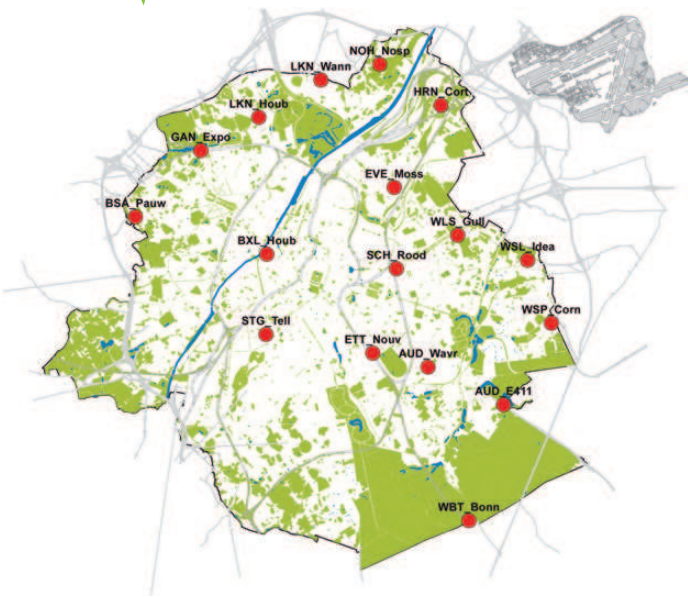 NOH_Nosp
LKN_Wann
HRN_Cort
LKN_Houb
GAN_Expo
EVE_Moss
BSA_Pauw
WLS_Gull
BXL_Houb
WSL_Idea
SCH_Rood
WSP_Corn
STG_Tell
ETT_Nouv
AUD_Wavr
AUD_E411
WBT_Bonn